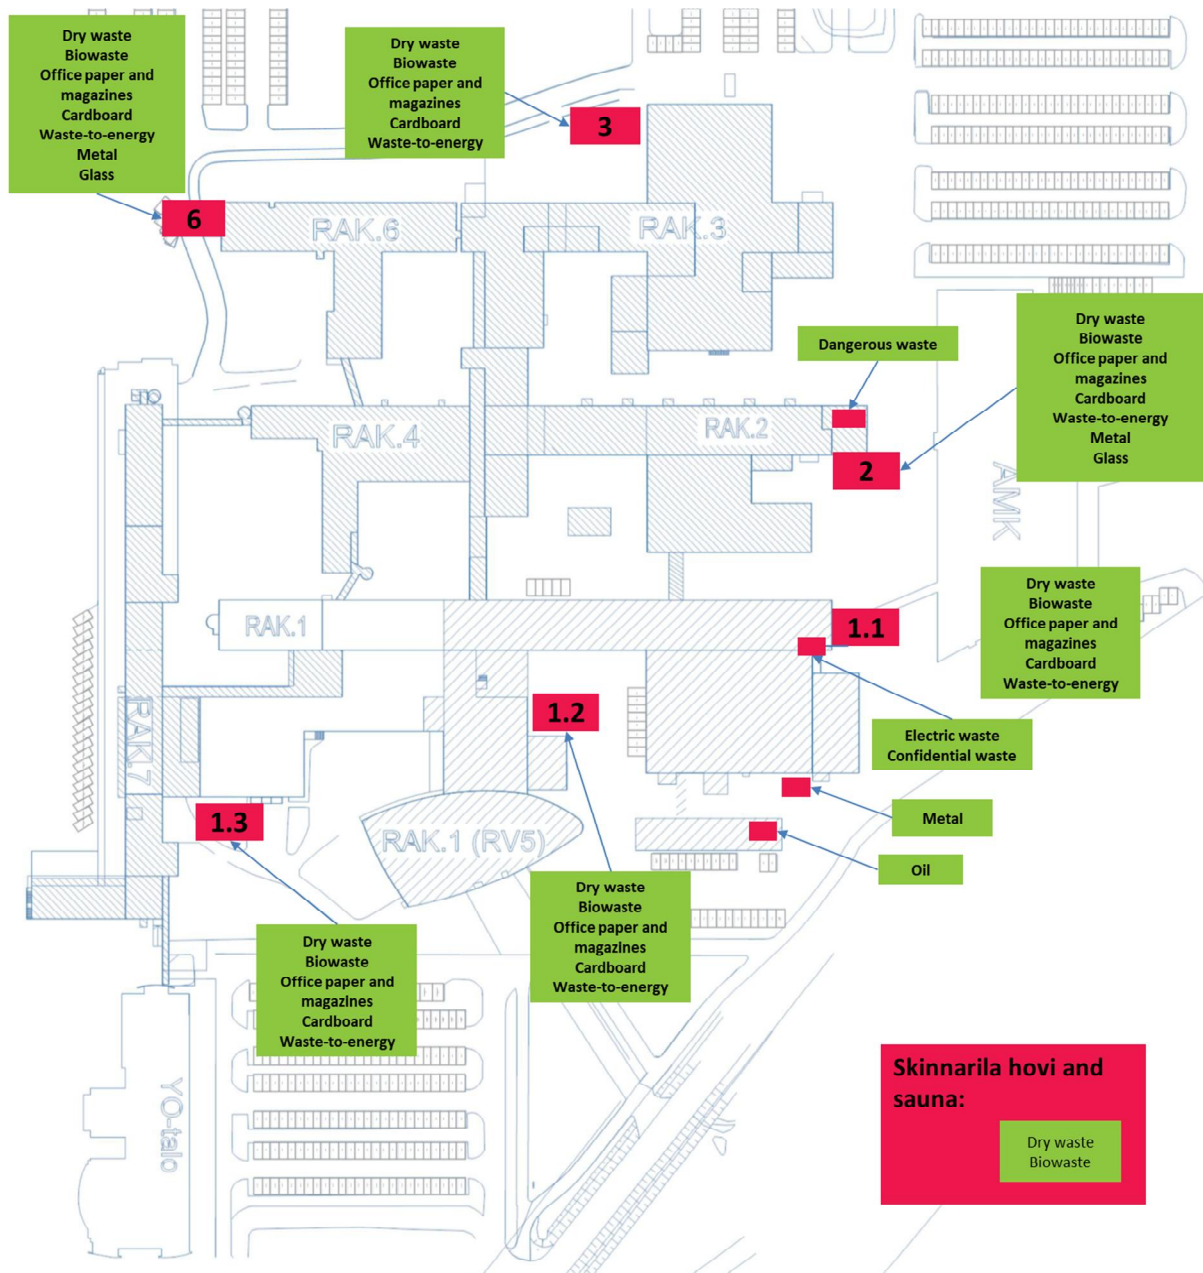 Dry waste
Biowaste
Office paper and
magazines
Cardboard
Waste-to-energy
Metal
Glass
Dry waste
Biowaste
Office paper and
magazines
Cardboard
Waste-to-energy
3
6
RAK.6
RAK.3
Dangerous waste
Dry waste
Biowaste
Office paper and
magazines
Cardboard
Waste-to-energy
Metal
Glass
RAK.4
RAK.2
2
AMK
Dry waste
Biowaste
Office paper and
magazines
Cardboard
Waste-to-energy
RAK.1
1.1
RAK.7
1.2
Electric waste
Confidential waste
Metal
1.3
RAK.1 (RV5)
Oil
Dry waste
Biowaste
Office paper and
magazines
Cardboard
Waste-to-energy
Dry waste
Biowaste
Office paper and
magazines
Cardboard
Waste-to-energy
YO-talo
Skinnarila hovi and
sauna:
Dry waste
Biowaste